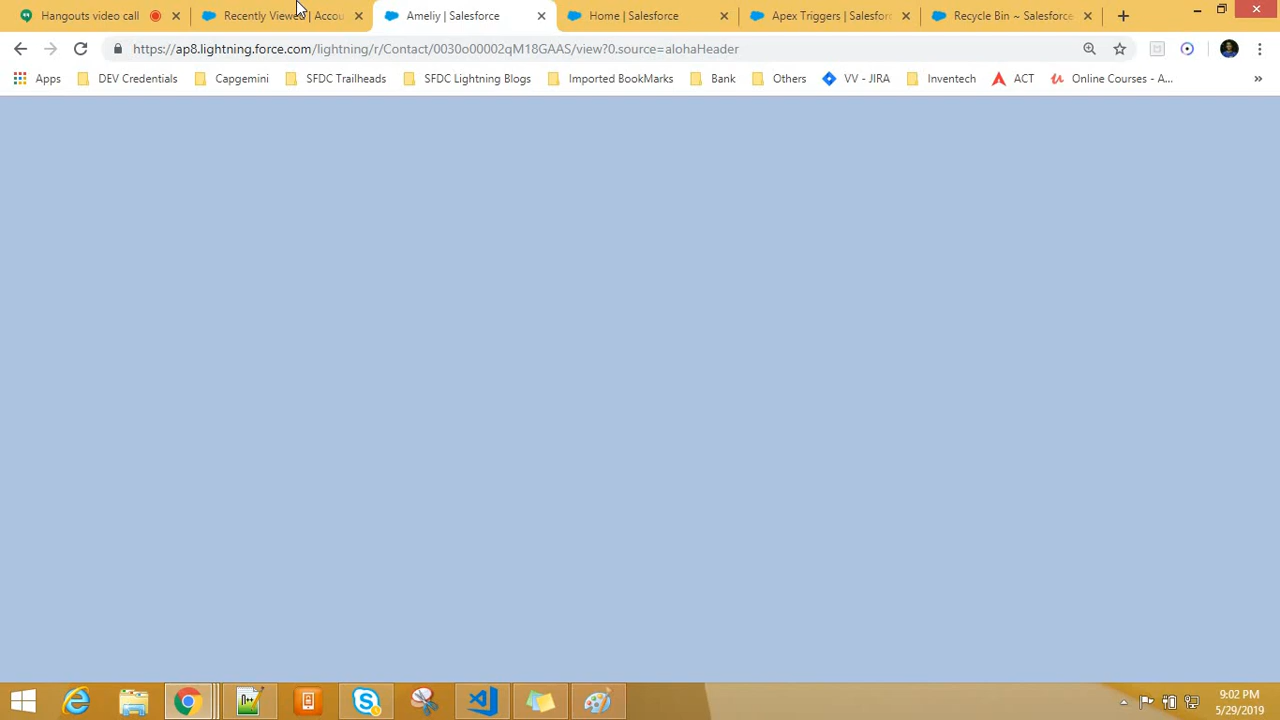 Hangouts video call
Recently Viewed | Accou
Ameliy | Salesforce
Home | Salesforce
Apex Triggers | Salesforc
Recycle Bin ~ Salesforce
https://ap8.lightning.force.com/lightning/r/Contact/0030o00002qM18GAAS/view?0.source=alohaHeader
Apps
DEV Credentials
Capgemini
SFDC Trailheads
SFDC Lightning Blogs
Imported BookMarks
Bank
Others
VV - JIRA
Inventech
ACT
Online Courses - A...
9:02 PM
5/29/2019